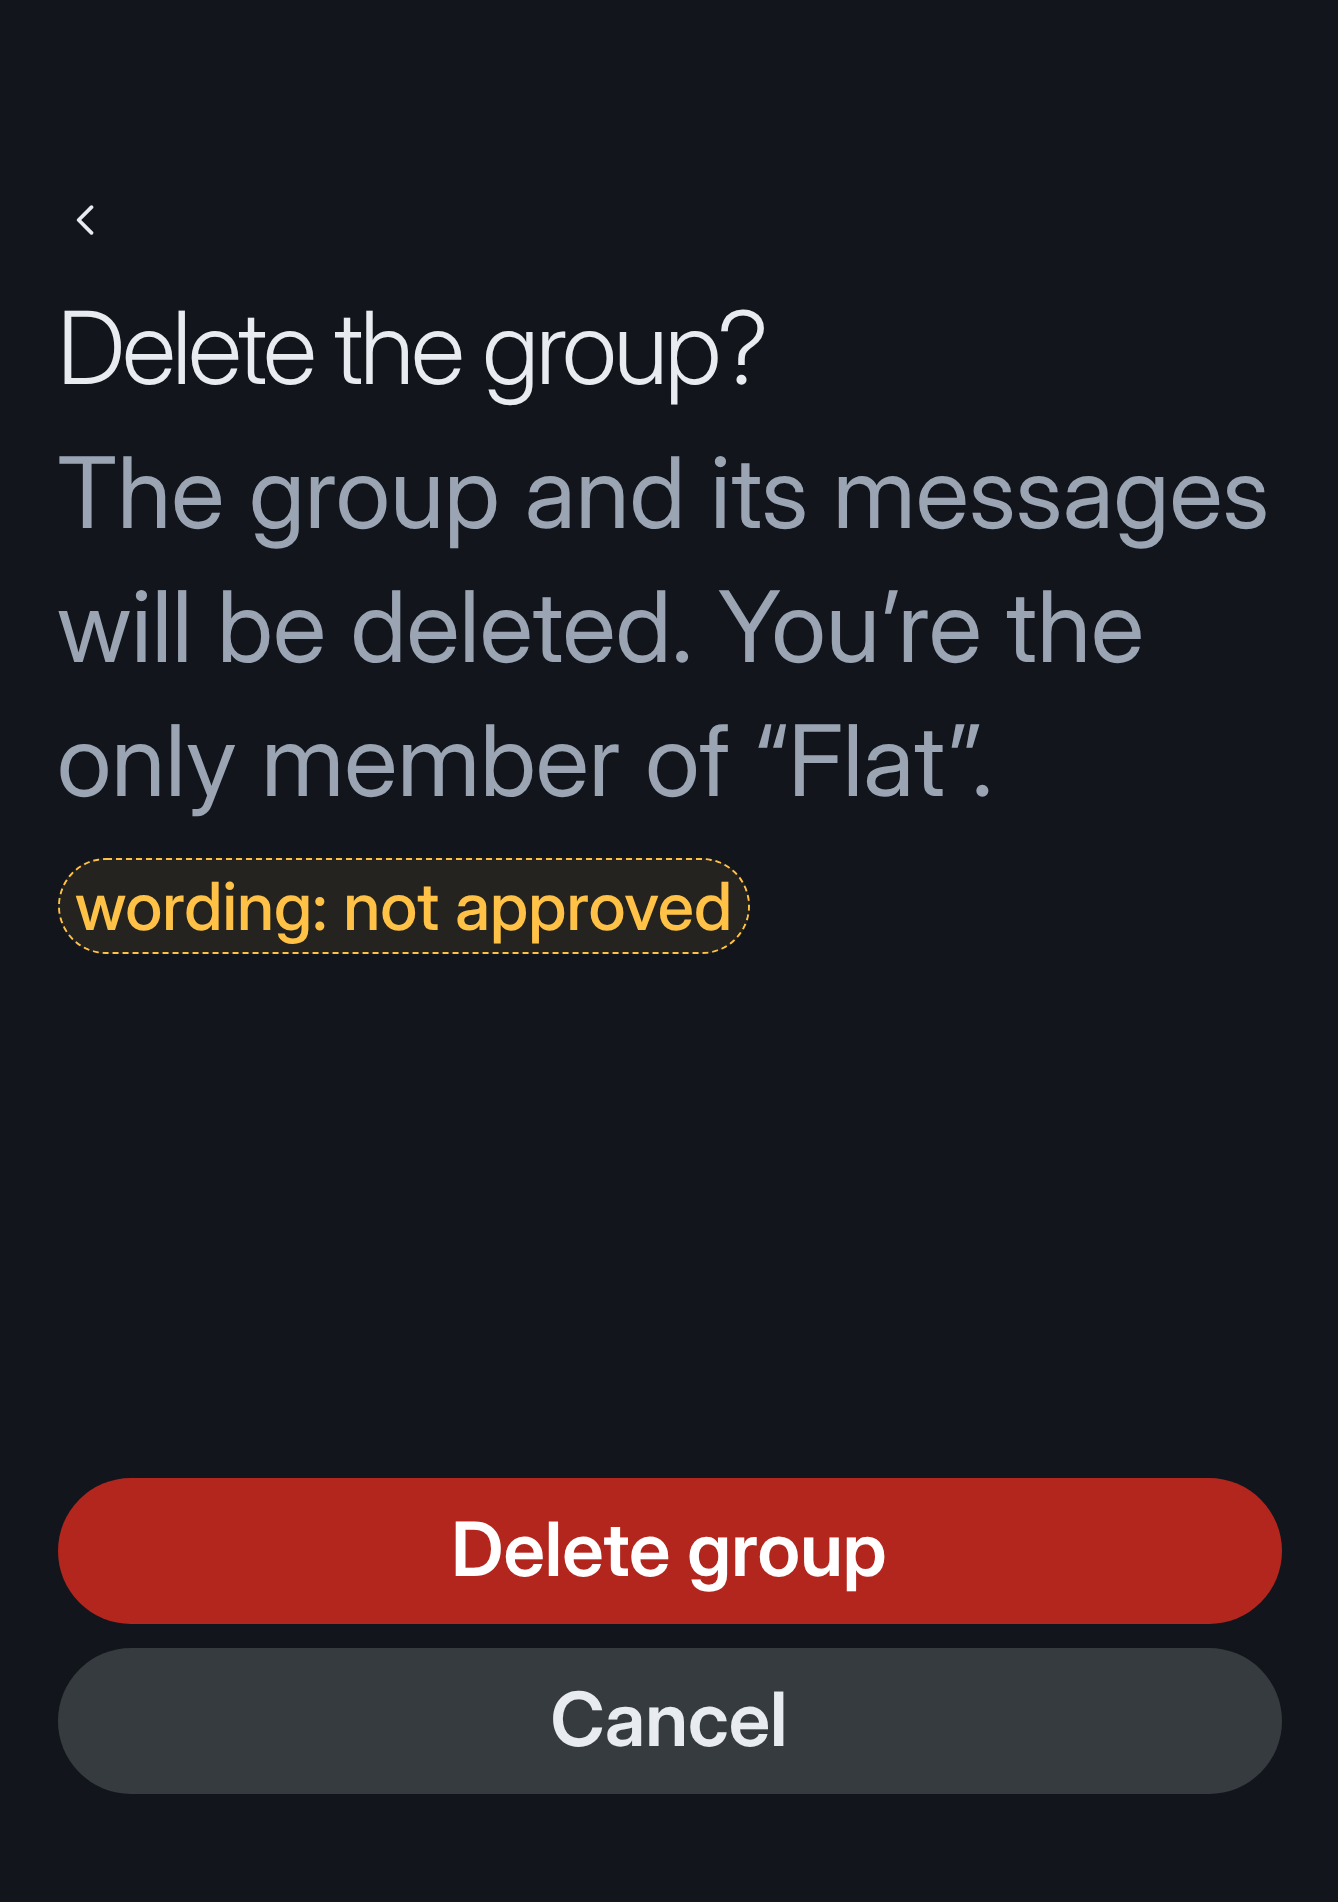 Delete the group?
The group and its messages
will be deleted. You’re the
only member of “Flat”.
wording: not approved
Delete group
Cancel